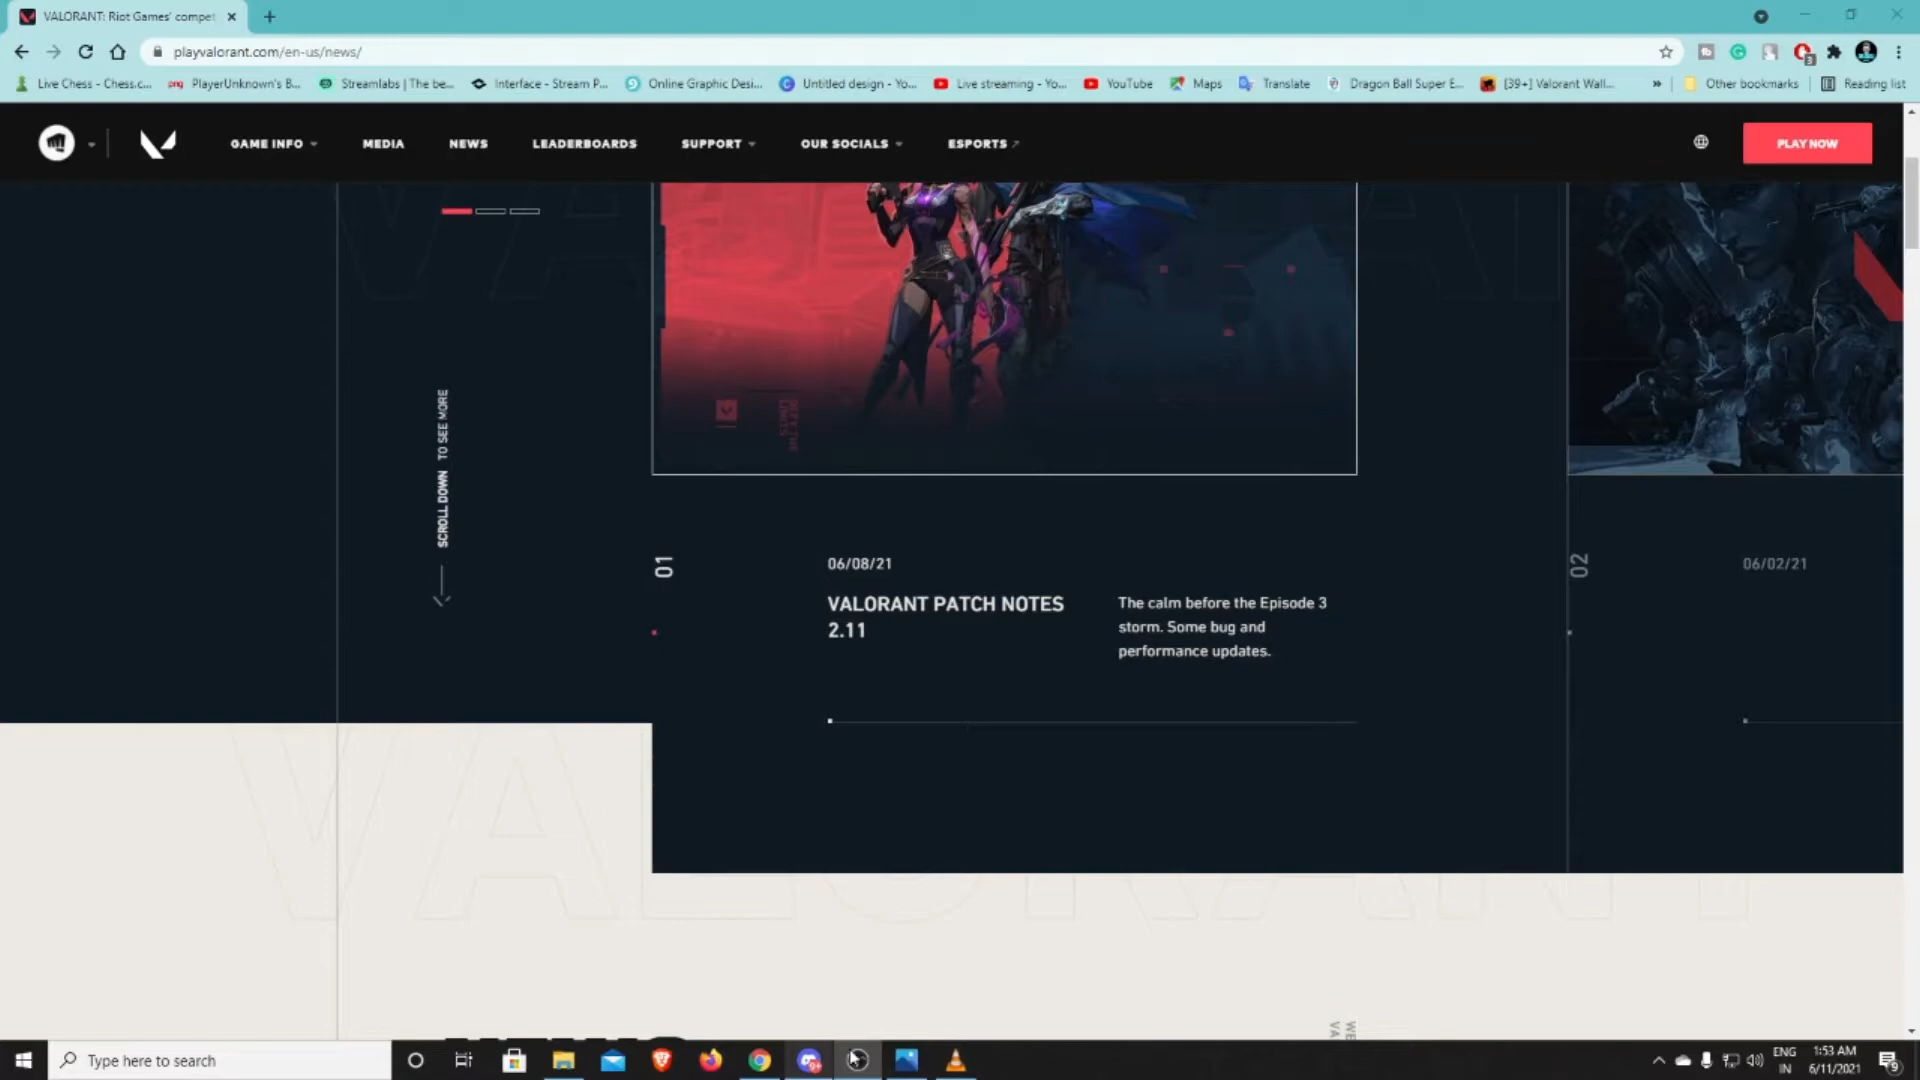 VALORANT: Riot Games' compet
playvalorant.com/en-us/news/
Live Chess - Chess.c...
PlayerUnknown's B...
Streamlabs | The be...
Interface - Stream P...
Online Graphic Desi...
Untitled design - Yo...
Live streaming - Yo...
YouTube
Maps
Translate
Dragon Ball Super E...
[39+] Valorant Wall...
»
Other bookmarks
Reading list
GAME INFO
MEDIA
NEWS
LEADERBOARDS
SUPPORT
OUR SOCIALS
ESPORTS
PLAY NOW
SCROLL DOWN TO SEE MORE
01
06/08/21
VALORANT PATCH NOTES
2.11
The calm before the Episode 3
storm. Some bug and
performance updates.
02
06/02/21
VALORANT
Type here to search
ENG
IN
1:53 AM
6/11/2021